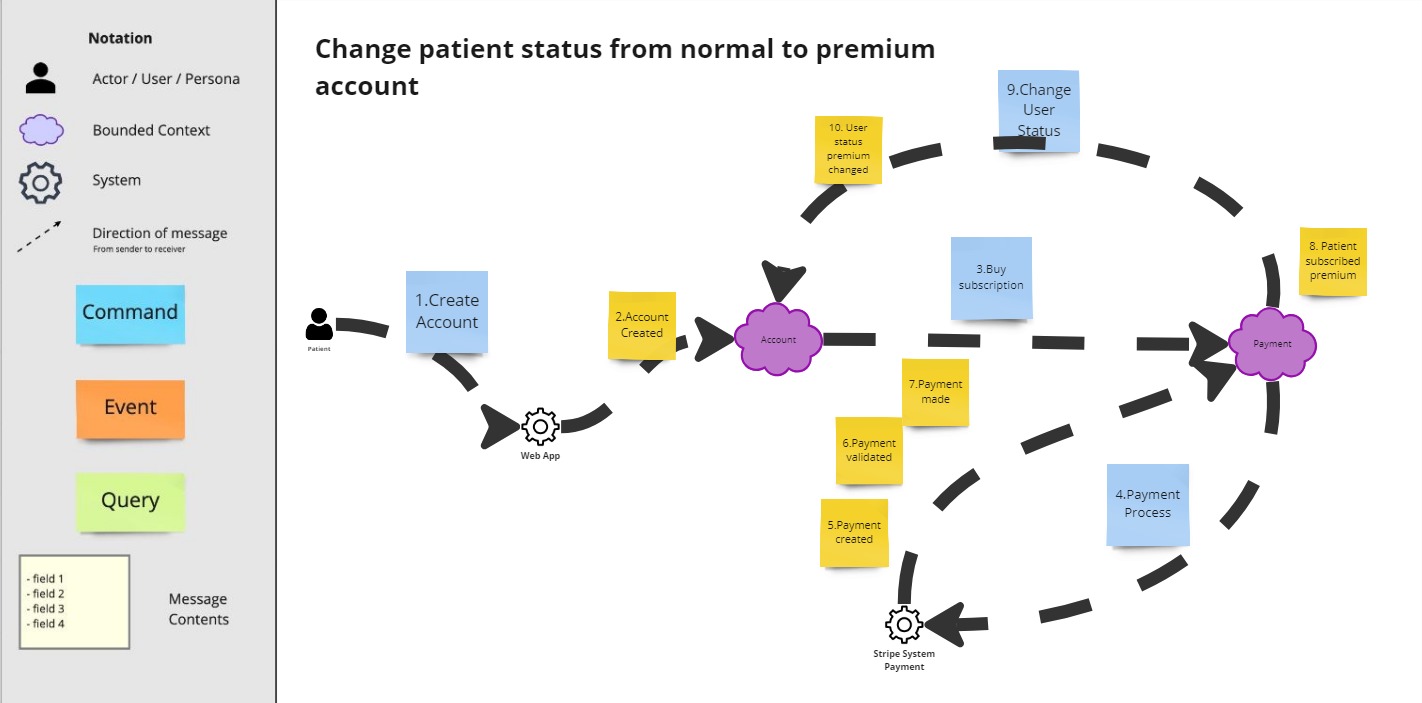 Notation
Actor / User / Persona
Bounded Context
System
Direction of message
From sender to receiver
Command
Event
Query
- field 1
- field 2
- field 3
- field 4
Message
Contents
Change patient status from normal to premium
account
Patient
1.Create
Account
Web App
2.Account
Created
Account
3.Buy
subscription
Payment
4.Payment
Process
Stripe System
Payment
5.Payment
created
6.Payment
validated
7.Payment
made
8. Patient
subscribed
premium
9.Change
User
Status
10. User
status
premium
changed